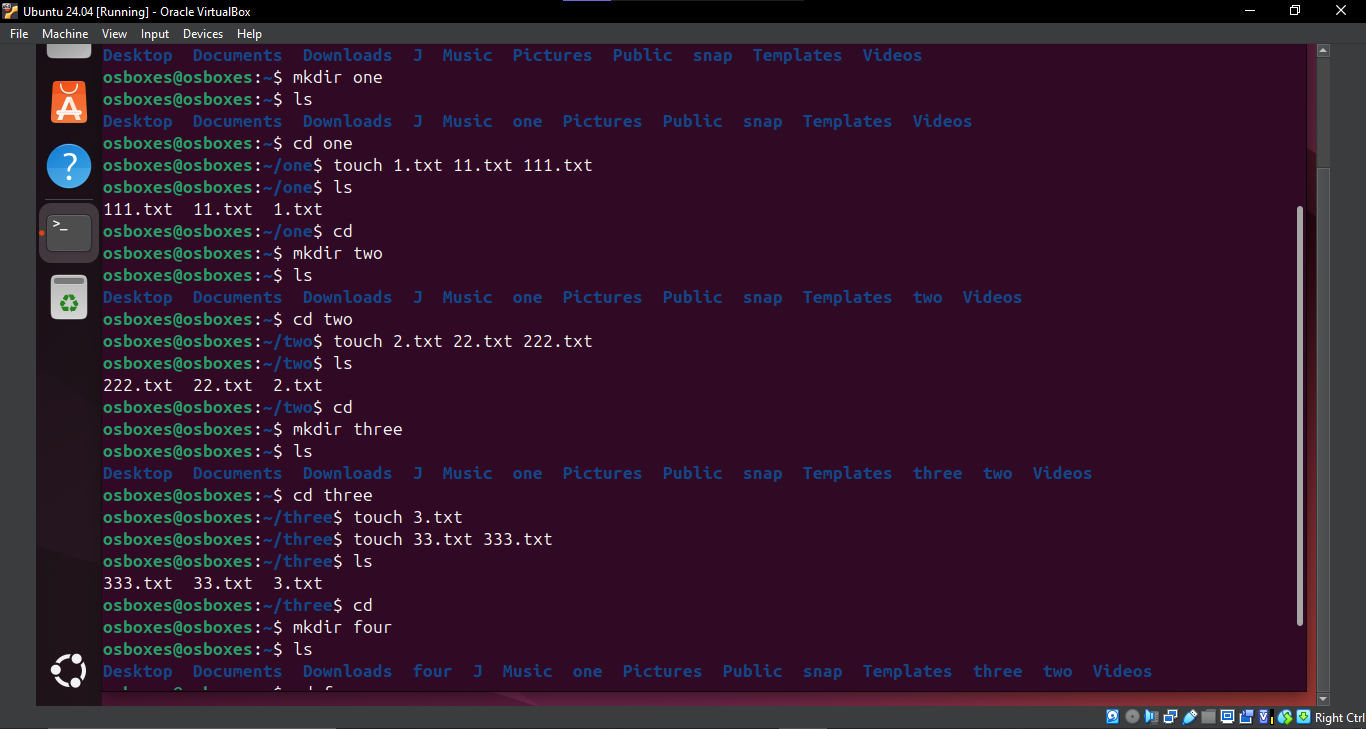 Ubuntu 24.04 [Running] - Oracle VirtualBox
File Machine View Input Devices Help
Desktop Documents Downloads J Music Pictures Public snap Templates Videos
osboxes@osboxes:~$ mkdir one
osboxes@osboxes:~$ ls
Desktop Documents Downloads J Music one Pictures Public snap Templates Videos
osboxes@osboxes:~$ cd one
osboxes@osboxes:~/one$ touch 1.txt 11.txt 111.txt
osboxes@osboxes:~/one$ ls
111.txt 11.txt 1.txt
osboxes@osboxes:~/one$ cd
osboxes@osboxes:~$ mkdir two
osboxes@osboxes:~$ ls
Desktop Documents Downloads J Music one Pictures Public snap Templates two Videos
osboxes@osboxes:~$ cd two
osboxes@osboxes:~/two$ touch 2.txt 22.txt 222.txt
osboxes@osboxes:~/two$ ls
222.txt 22.txt 2.txt
osboxes@osboxes:~/two$ cd
osboxes@osboxes:~$ mkdir three
osboxes@osboxes:~$ ls
Desktop Documents Downloads J Music one Pictures Public snap Templates three two Videos
osboxes@osboxes:~$ cd three
osboxes@osboxes:~/three$ touch 3.txt
osboxes@osboxes:~/three$ touch 33.txt 333.txt
osboxes@osboxes:~/three$ ls
333.txt 33.txt 3.txt
osboxes@osboxes:~/three$ cd
osboxes@osboxes:~$ mkdir four
osboxes@osboxes:~$ ls
Desktop Documents Downloads four J Music one Pictures Public snap Templates three two Videos
Right Ctrl